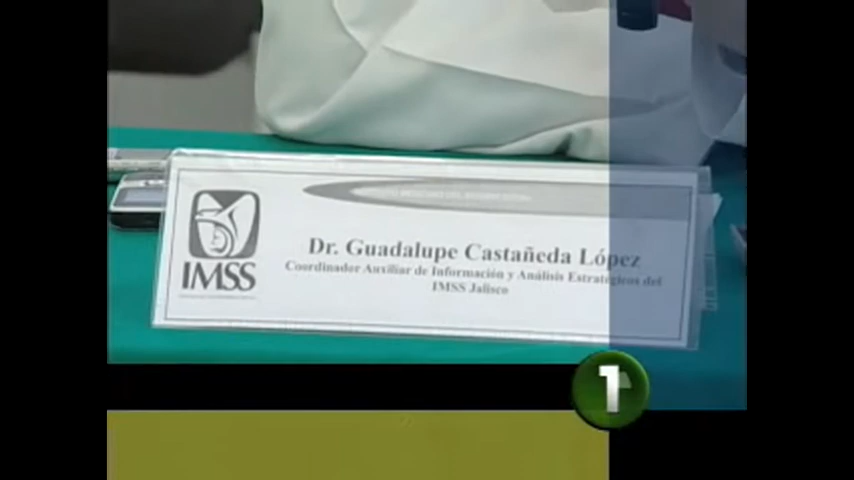 IMSS
Dr. Guadalupe Castañeda López
Coordinador Auxiliar de Información y Análisis Estratégicos del
IMSS Jalisco
1